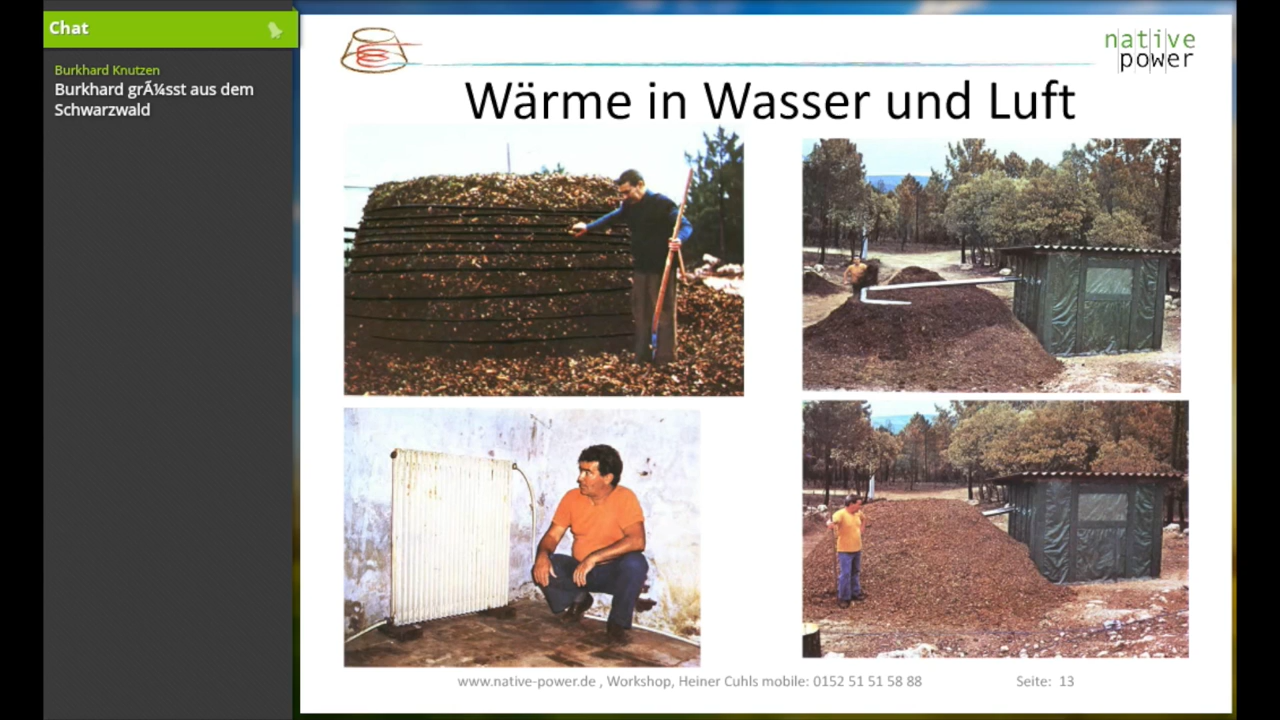 Chat
Burkhard Knutzen
Burkhard grÃ¼sst aus dem
Schwarzwald
native
power
Wärme in Wasser und Luft
www.native-power.de , Workshop, Heiner Cuhls mobile: 0152 51 51 58 88
Seite: 13